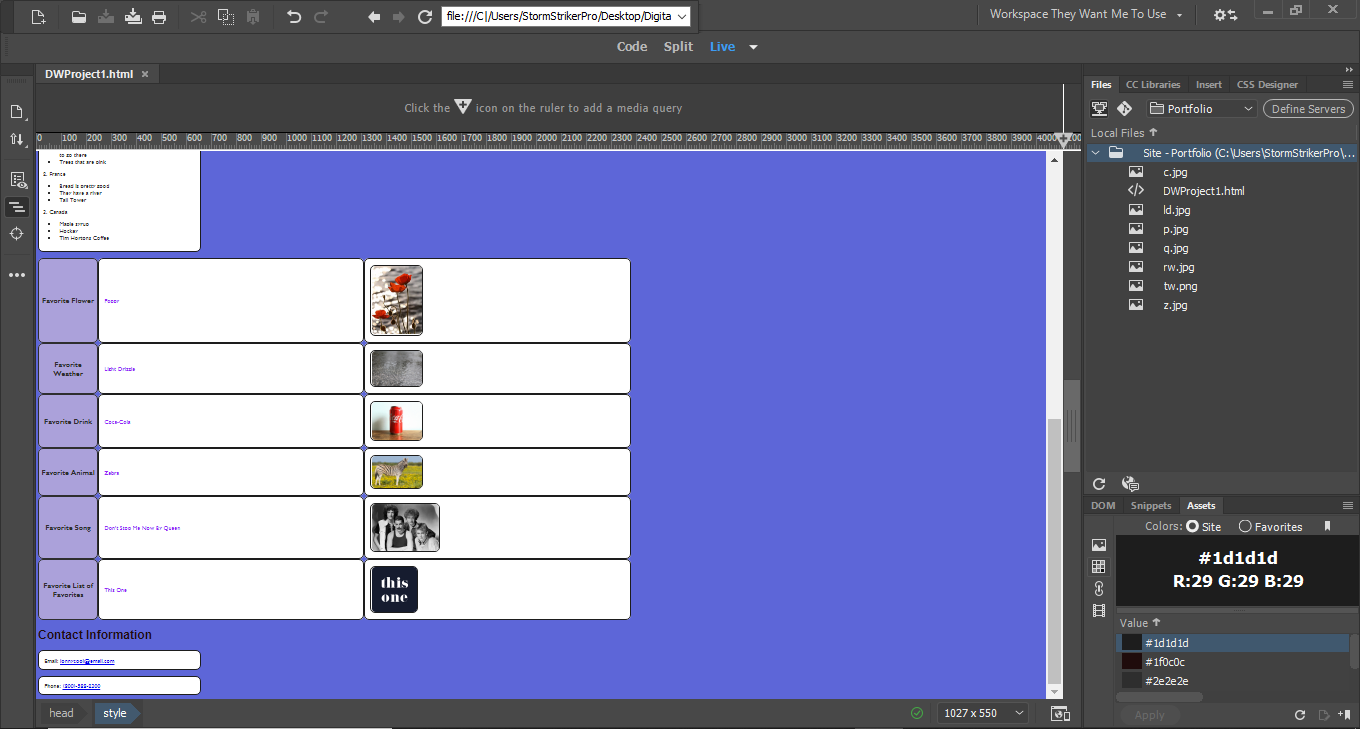 file:///C|/Users/StormStrikerPro/Desktop/Digita
Workspace They Want Me To Use
Code Split Live
DWProject1.html
Click the icon on the ruler to add a media query
0 100 200 300 400 500 600 700 800 900 1000 1100 1200 1300 1400 1500 1600 1700 1800 1900 2000 2100 2200 2300 2400 2500 2600 2700 2800 2900 3000 3100 3200 3300 3400 3500 3600 3700 3800 3900 4000
to go there
Trees that are pink
2. France
Bread is pretty good
They have a river
Tall Tower
2. Canada
Maple syrup
Hockey
Tim Hortons Coffee
Favorite Flower
Poppy
Favorite Weather
Light Drizzle
Favorite Drink
Coca-Cola
Favorite Animal
Zebra
Favorite Song
Don't Stop Me Now By Queen
Favorite List of Favorites
This One
this
one
Contact Information
Email:
Phone:
head style
1027 x 550
Files CC Libraries Insert CSS Designer
Portfolio Define Servers
Local Files
Site - Portfolio (C:\Users\StormStrikerPro\...
c.jpg
DWProject1.html
ld.jpg
p.jpg
q.jpg
rw.jpg
tw.png
z.jpg
DOM Snippets Assets
Colors: Site Favorites
#1d1d1d
R:29 G:29 B:29
Value
#1d1d1d
#1f0c0c
#2e2e2e
Apply